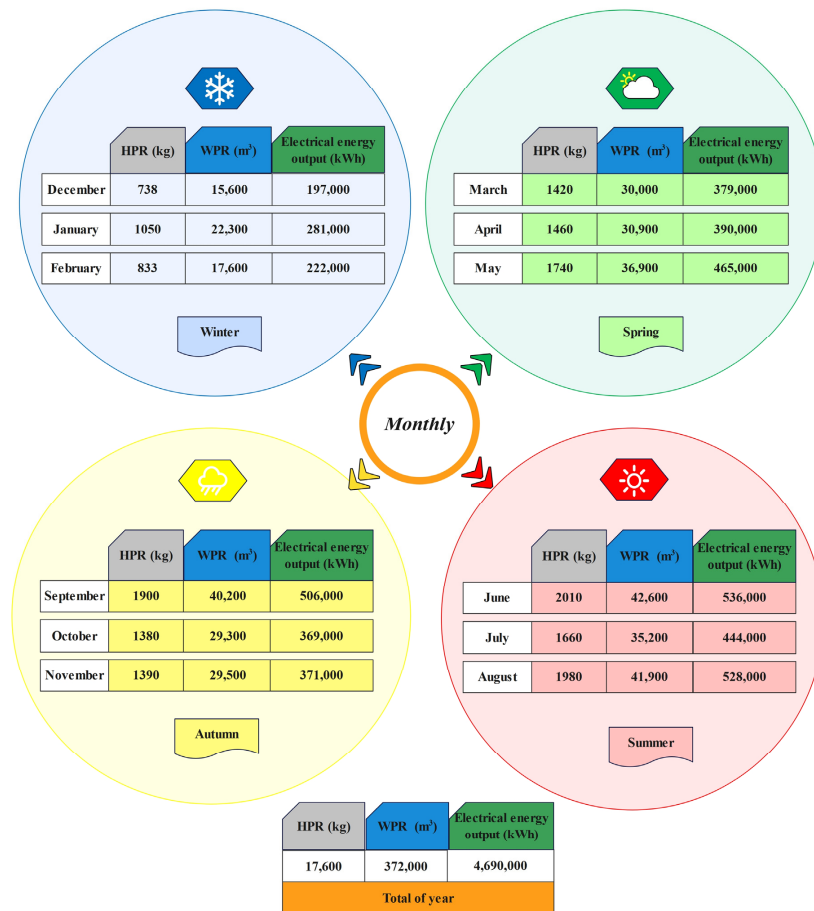 HPR (kg) WPR (m³) Electrical energy
output (kWh)
December 738 15,600 197,000
January 1050 22,300 281,000
February 833 17,600 222,000
Winter
HPR (kg) WPR (m³) Electrical energy
output (kWh)
March 1420 30,000 379,000
April 1460 30,900 390,000
May 1740 36,900 465,000
Spring
Monthly
HPR (kg) WPR (m³) Electrical energy
output (kWh)
September 1900 40,200 506,000
October 1380 29,300 369,000
November 1390 29,500 371,000
Autumn
HPR (kg) WPR (m³) Electrical energy
output (kWh)
June 2010 42,600 536,000
July 1660 35,200 444,000
August 1980 41,900 528,000
Summer
HPR (kg) WPR (m³) Electrical energy
output (kWh)
17,600 372,000 4,690,000
Total of year